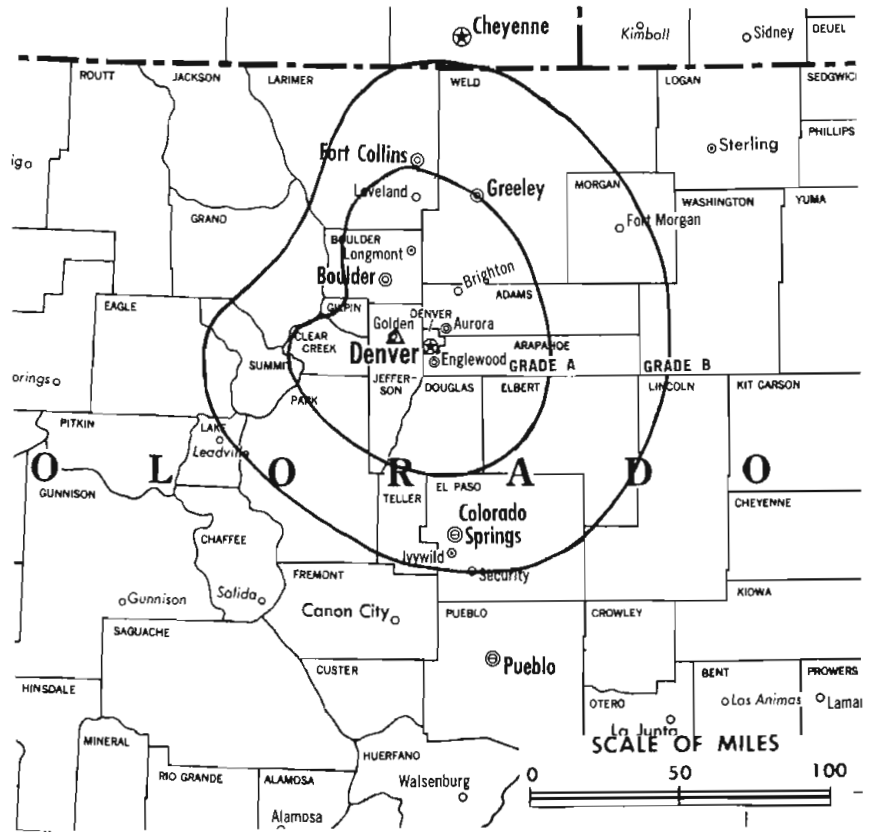 Cheyenne
Kimball
Sidney
DEUEL
ROUTT
JACKSON
LARIMER
WELD
LOGAN
SEDGWIC
PHILLIPS
Fort Collins
Sterling
Loveland
Greeley
MORGAN
WASHINGTON
YUMA
GRAND
Fort Morgan
BOULDER
Longmont
Boulder
Brighton
ADAMS
EAGLE
GILPIN
DENVER
Golden
Aurora
CLEAR
CREEK
ARAPAHOE
Denver
Englewood
SUMMIT
GRADE A
GRADE B
orings
JEFFER-
SON
DOUGLAS
ELBERT
LINCOLN
KIT CARSON
PARK
PITKIN
LAKE
Leadville
O L O R A D O
GUNNISON
TELLER
EL PASO
CHEYENNE
Colorado
Springs
CHAFFEE
Ivywild
Security
FREMONT
KIOWA
Gunnison
Salida
Canon City
PUEBLO
CROWLEY
SAGUACHE
Pueblo
CUSTER
BENT
PROWERS
HINSDALE
OTERO
Las Animas
Lamar
La Junta
MINERAL
SCALE OF MILES
HUERFANO
0 50 100
RIO GRANDE
ALAMOSA
Walsenburg
Alamosa